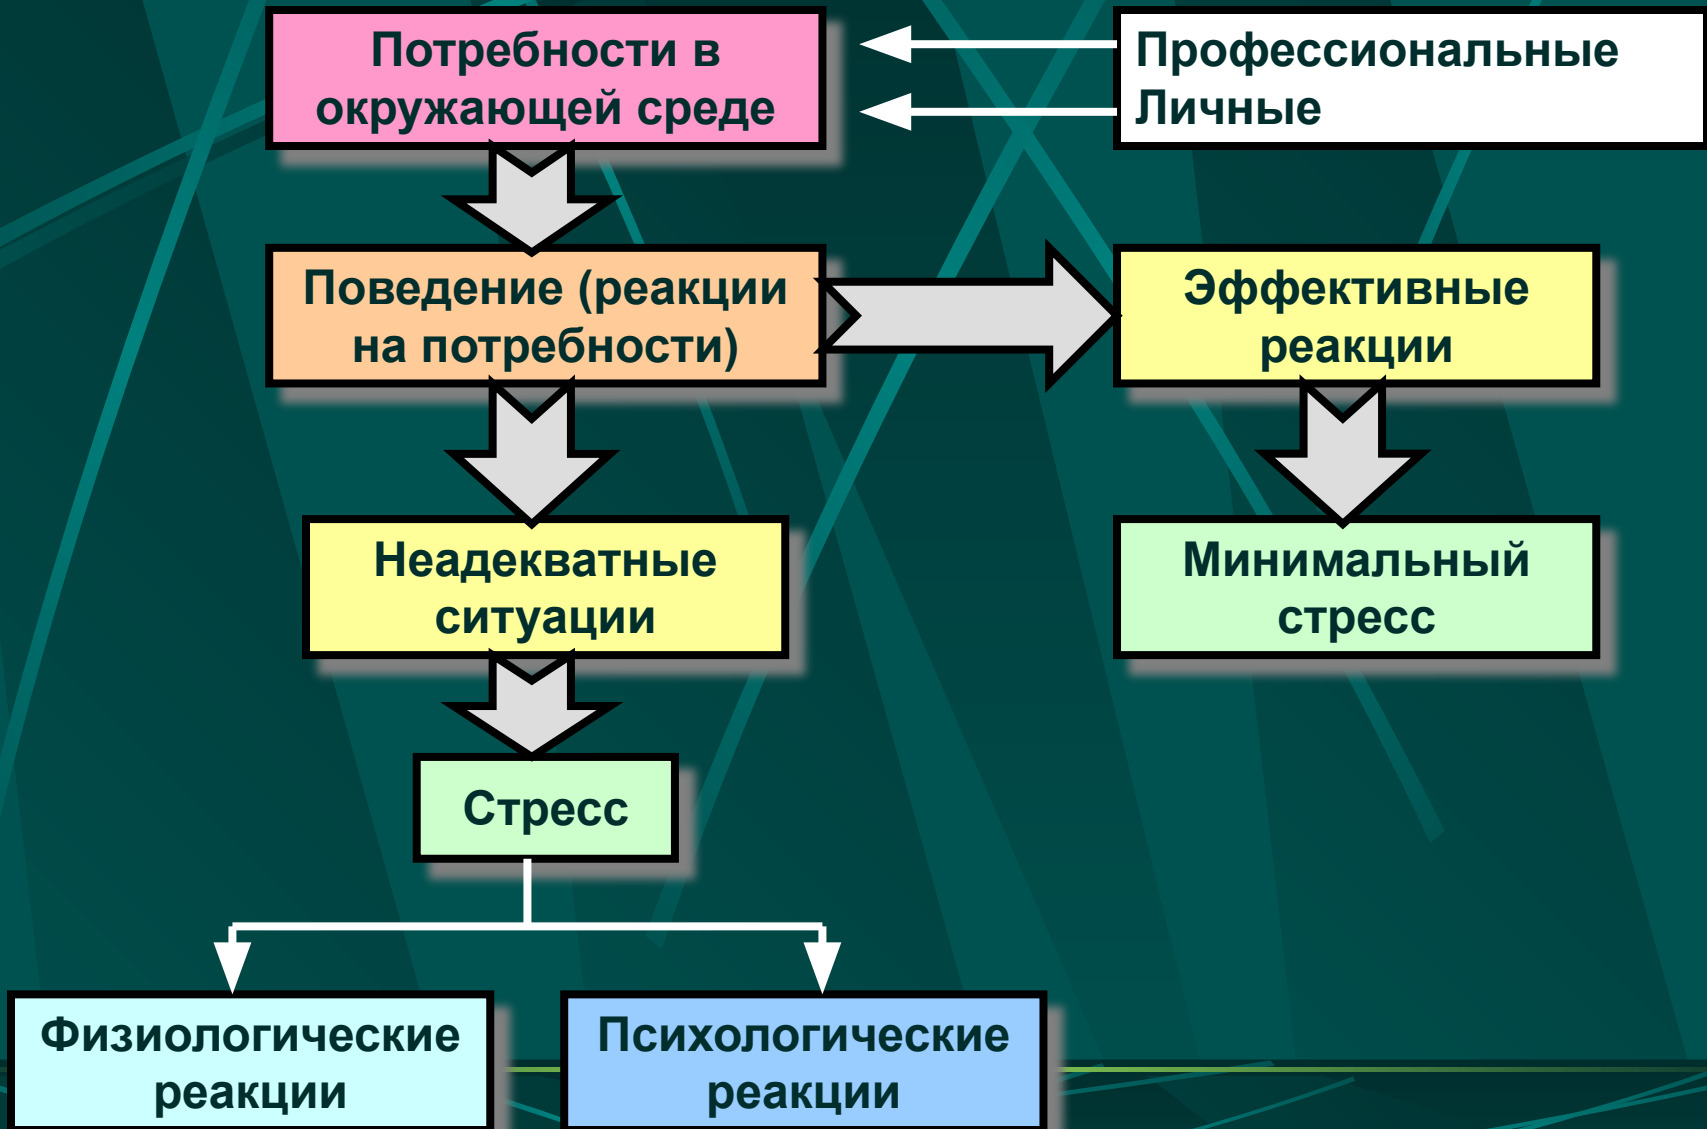 Потребности в
окружающей среде
Профессиональные
Личные
Поведение (реакции
на потребности)
Эффективные
реакции
Неадекватные
ситуации
Минимальный
стресс
Стресс
Физиологические
реакции
Психологические
реакции